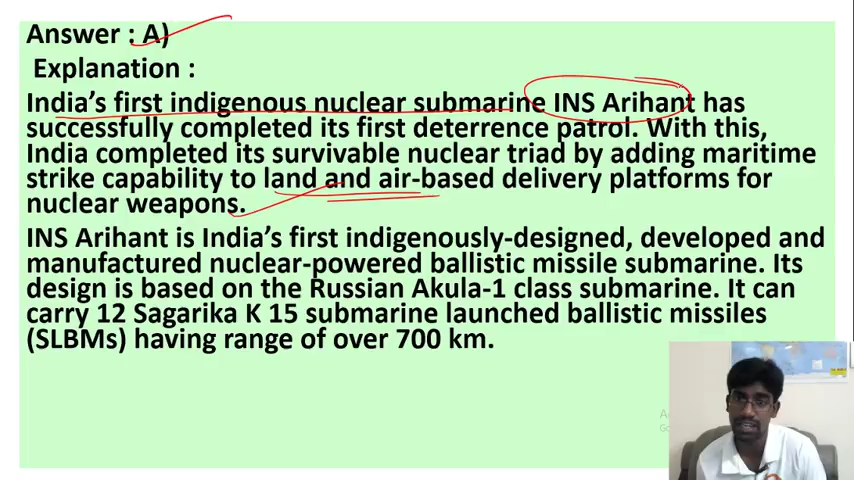 Answer : A)
Explanation :
India’s first indigenous nuclear submarine INS Arihant has
successfully completed its first deterrence patrol. With this,
India completed its survivable nuclear triad by adding maritime
strike capability to land and air-based delivery platforms for
nuclear weapons.
INS Arihant is India’s first indigenously-designed, developed and
manufactured nuclear-powered ballistic missile submarine. Its
design is based on the Russian Akula-1 class submarine. It can
carry 12 Sagarika K 15 submarine launched ballistic missiles
(SLBMs) having range of over 700 km.